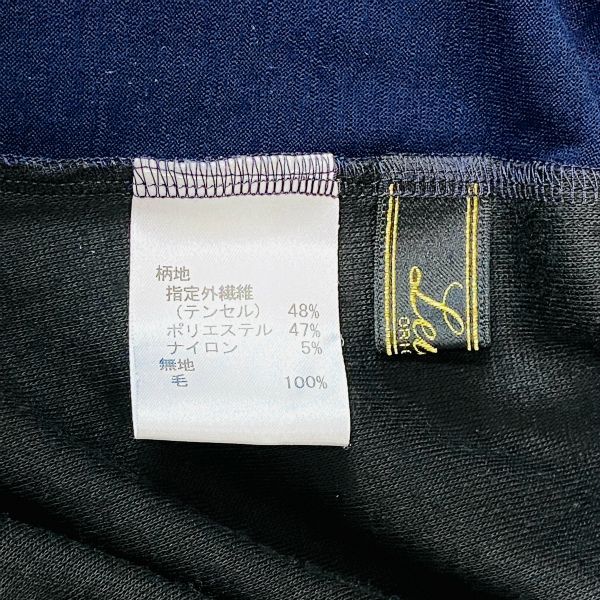 柄地
指定外繊維
(テンセル) 48%
ポリエステル 47%
ナイロン 5%
無地
毛 100%